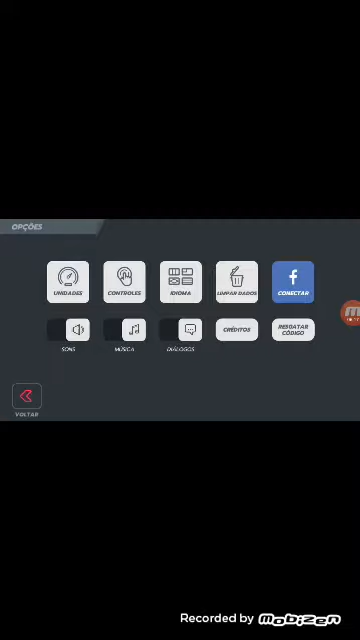 OPÇÕES
UNIDADES
CONTROLES
IDIOMA
LIMPAR DADOS
CONECTAR
SONS
MÚSICA
DIÁLOGOS
CRÉDITOS
RESGATAR
CÓDIGO
VOLTAR
Recorded by MOBIZEN